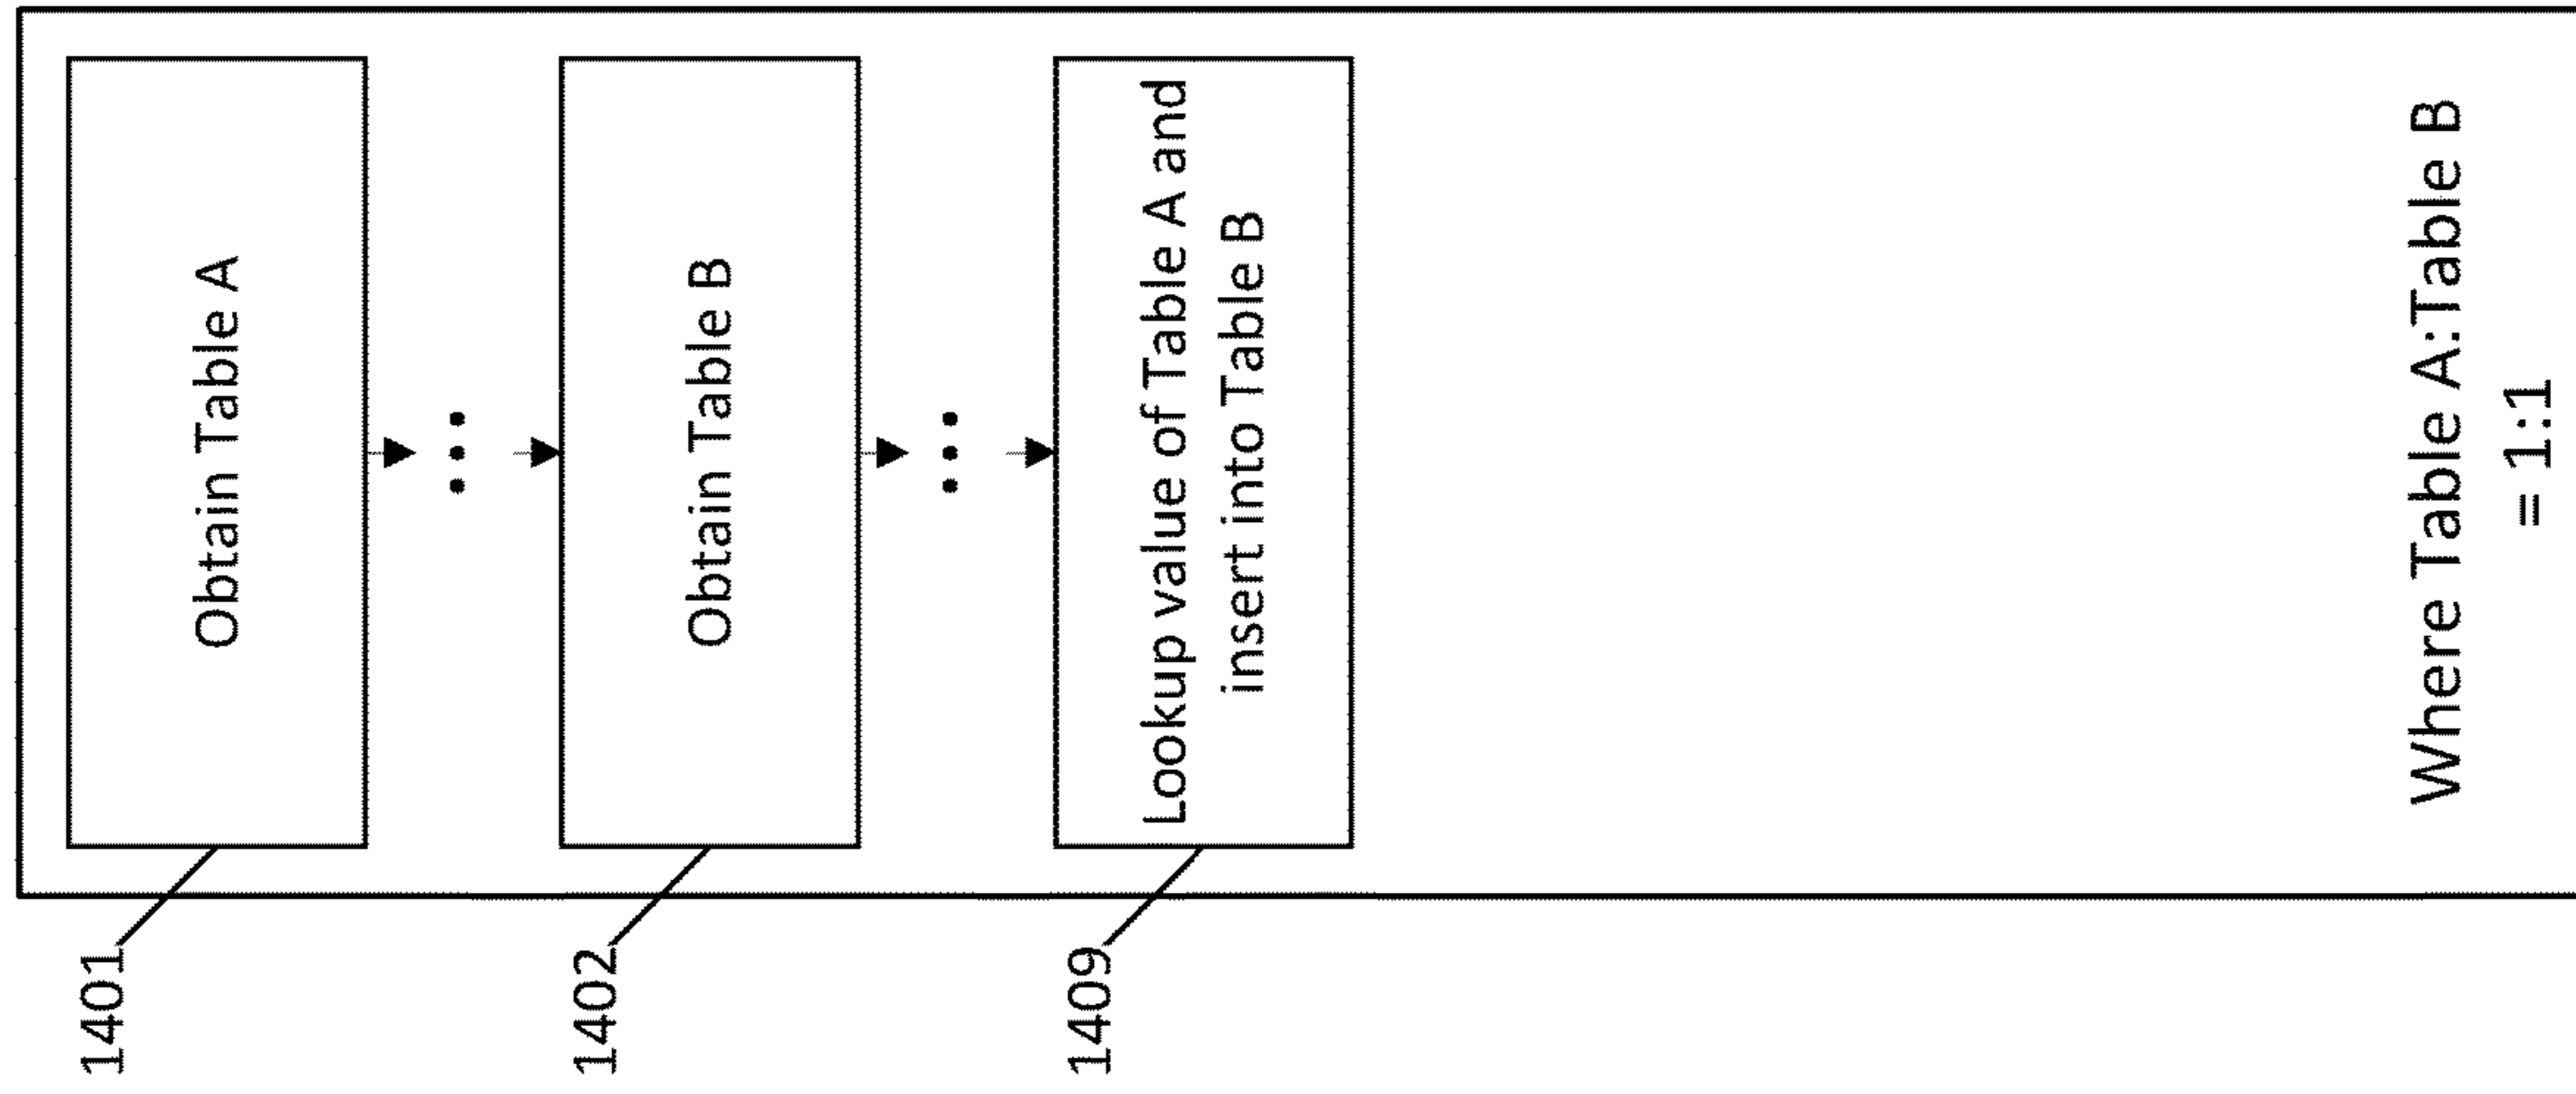 1401
Obtain Table A
1402
Obtain Table B
1409
Lookup value of Table A and
insert into Table B
Where Table A:Table B
= 1:1